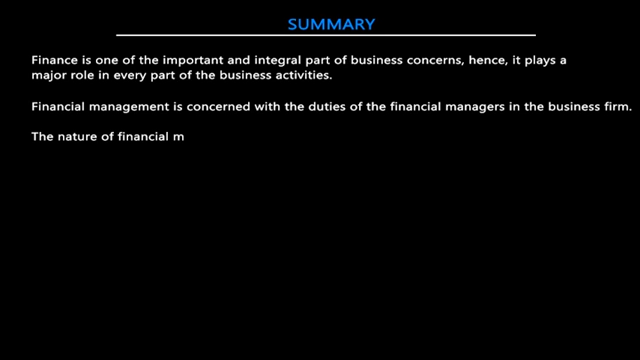 SUMMARY
Finance is one of the important and integral part of business concerns, hence, it plays a
major role in every part of the business activities.
Financial management is concerned with the duties of the financial managers in the business firm.
The nature of financial m